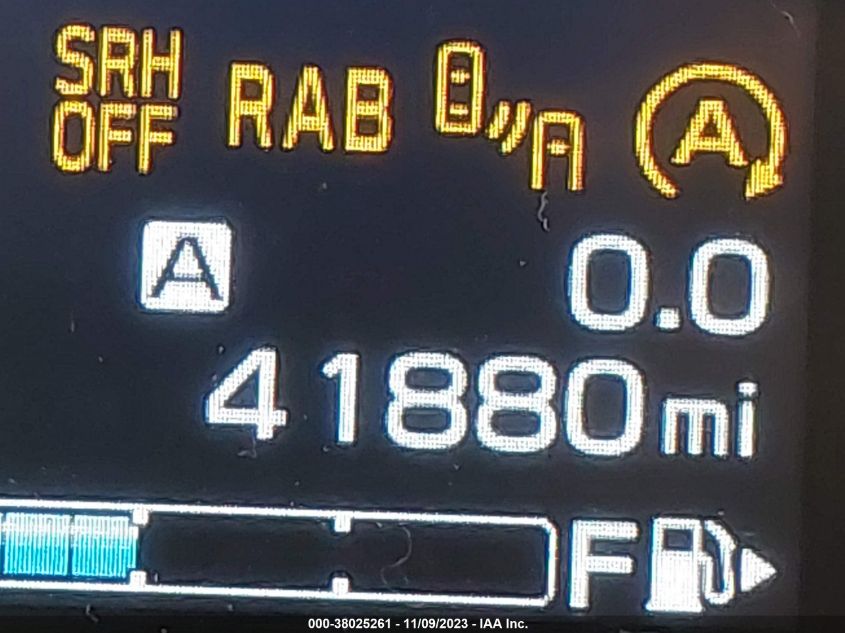 SRH
OFF
RAB
A
A
A
0.0
41880mi
F
000-38025261 - 11/09/2023 - IAA Inc.